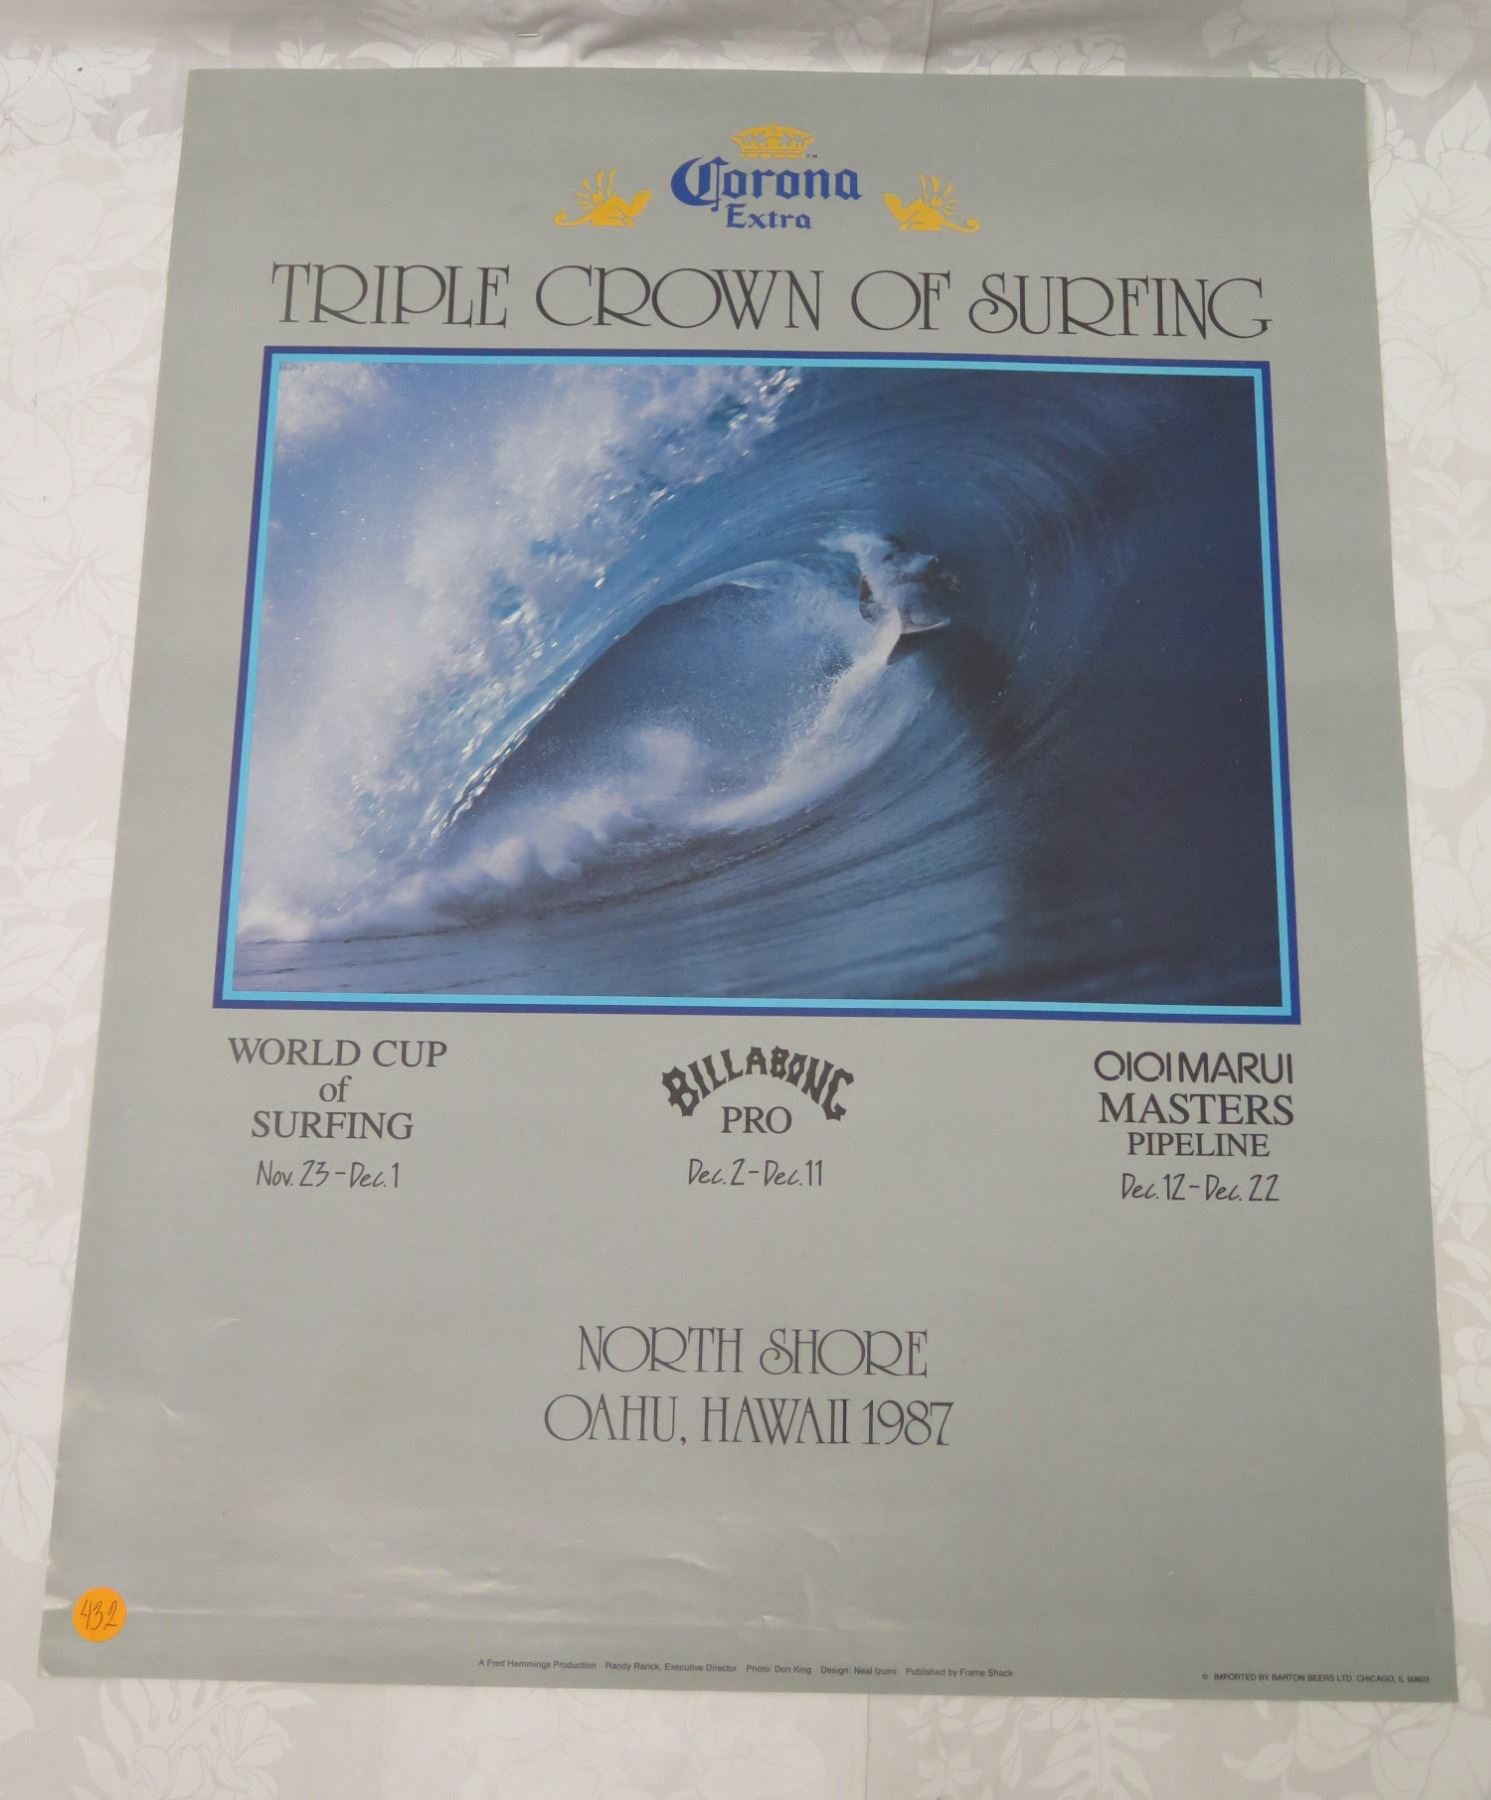 Corona
TM
Extra
TRIPLE CROWN OF SURFING
WORLD CUP
of
SURFING
Nov. 23 - Dec. 1
BILLABONG
PRO
Dec. 2 - Dec. 11
OIOI MARUI
MASTERS
PIPELINE
Dec. 12 - Dec. 22
NORTH SHORE
OAHU, HAWAII 1987
432
A Fred Hemmings Production Randy Rarick, Executive Director Photo: Don King Design: Neal Izumi Published by Frame Shack
© IMPORTED BY BARTON BEERS LTD. CHICAGO, IL 60603